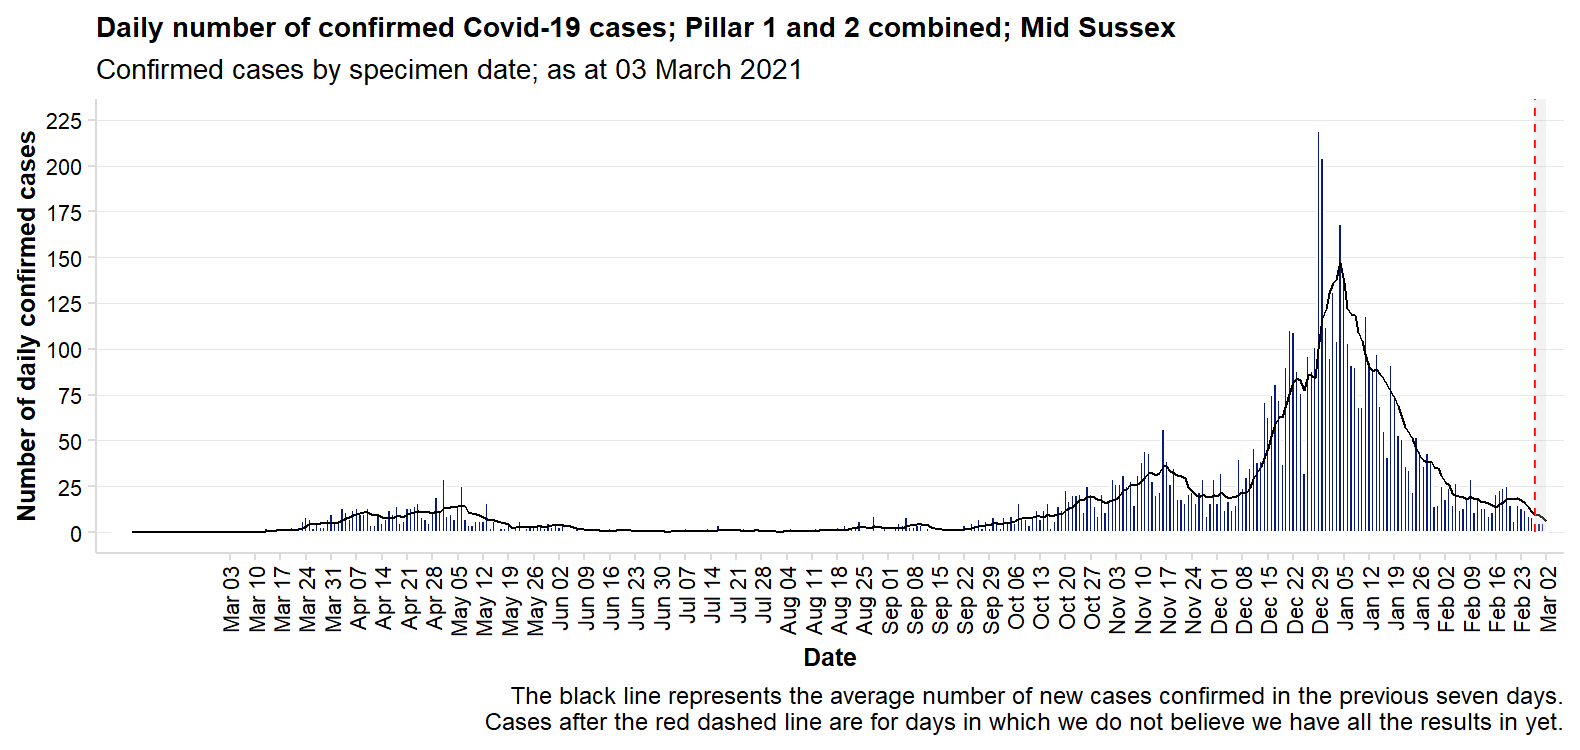 Daily number of confirmed Covid-19 cases; Pillar 1 and 2 combined; Mid Sussex
Confirmed cases by specimen date; as at 03 March 2021
Number of daily confirmed cases
225
200
175
150
125
100
75
50
25
0
Mar 03
Mar 10
Mar 17
Mar 24
Mar 31
Apr 07
Apr 14
Apr 21
Apr 28
May 05
May 12
May 19
May 26
Jun 02
Jun 09
Jun 16
Jun 23
Jun 30
Jul 07
Jul 14
Jul 21
Jul 28
Aug 04
Aug 11
Aug 18
Aug 25
Sep 01
Sep 08
Sep 15
Sep 22
Sep 29
Oct 06
Oct 13
Oct 20
Oct 27
Nov 03
Nov 10
Nov 17
Nov 24
Dec 01
Dec 08
Dec 15
Dec 22
Dec 29
Jan 05
Jan 12
Jan 19
Jan 26
Feb 02
Feb 09
Feb 16
Feb 23
Mar 02
Date
The black line represents the average number of new cases confirmed in the previous seven days.
Cases after the red dashed line are for days in which we do not believe we have all the results in yet.